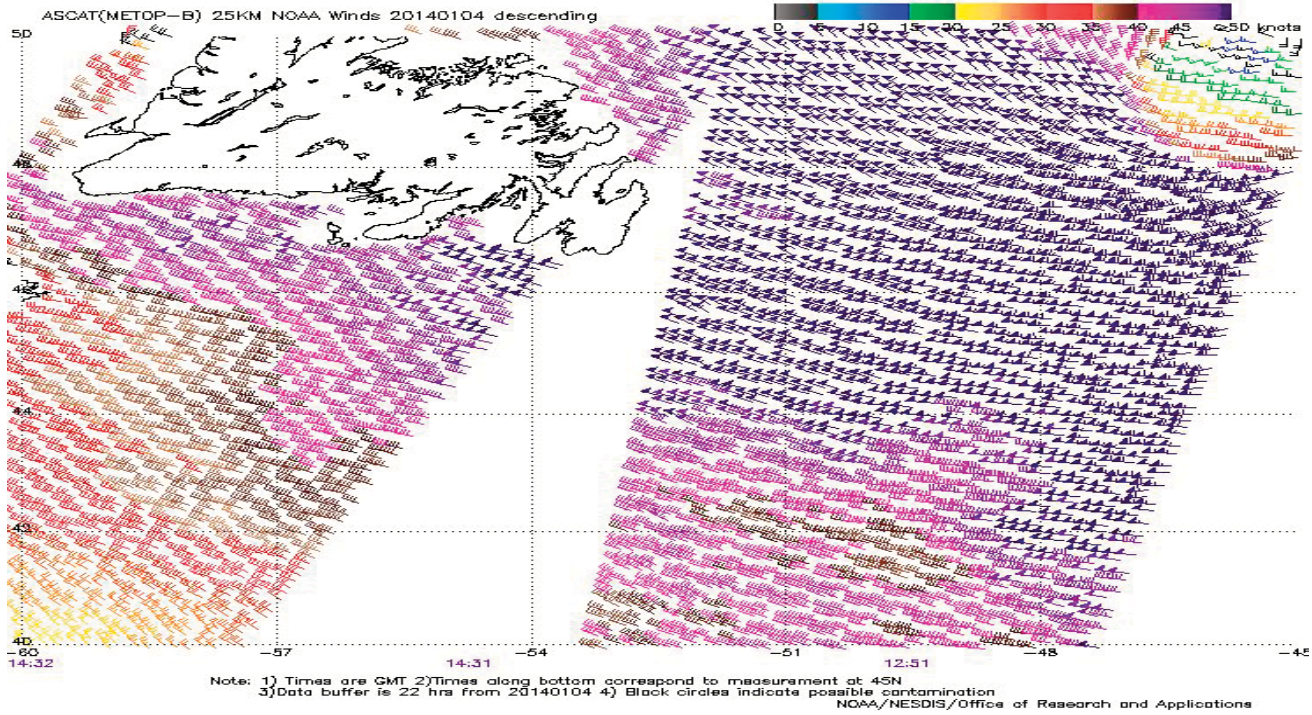 ASCAT(METOP-B) 25KM NOAA Winds 20140104 descending
0 5 10 15 20 25 30 35 40 45 >50 knots
50
48
44
42
40
-60 -57 -54 -51 -48 -45
14:32 14:31 12:51
Note: 1) Times are GMT 2)Times along bottom correspond to measurement at 45N
3)Data buffer is 22 hrs from 20140104 4) Black circles indicate possible contamination
NOAA/NESDIS/Office of Research and Applications